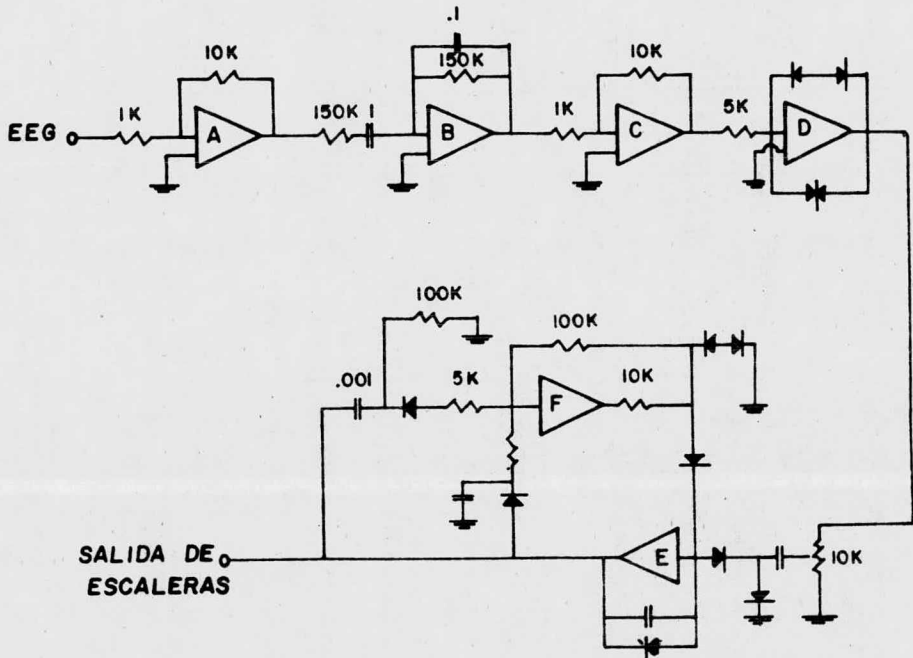 .1
10K
150K
10K
1K
150K
1
1K
5K
EEG
A
B
C
D
100K
100K
.001
5K
F
10K
SALIDA DE
ESCALERAS
E
10K